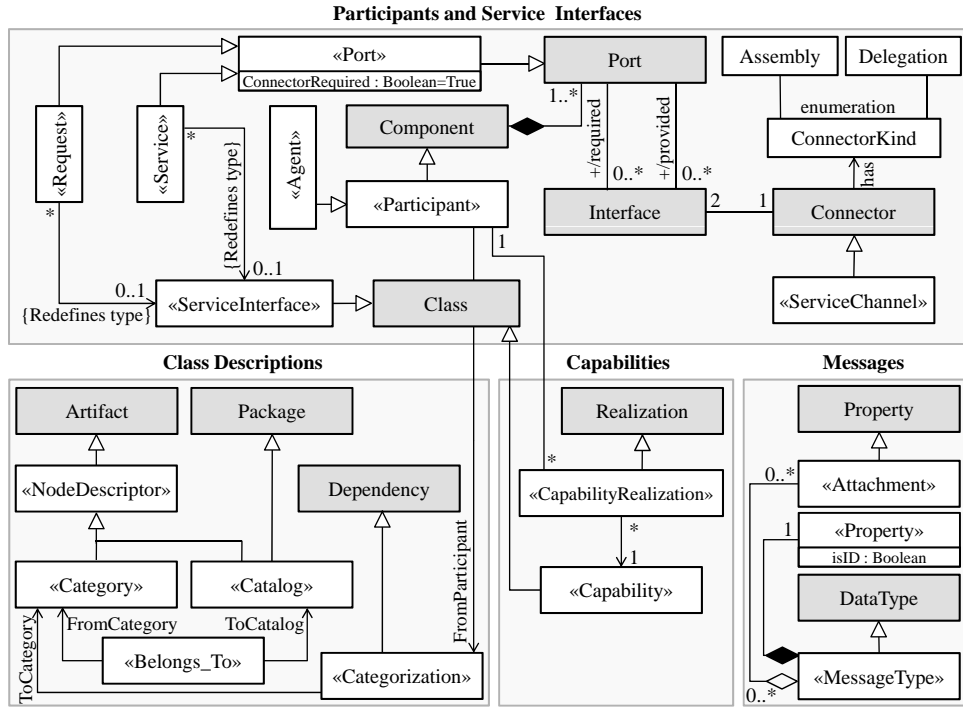 Participants and Service Interfaces
«Port»
ConnectorRequired : Boolean=True
Port
Assembly
Delegation
enumeration
ConnectorKind
has
1..*
Component
«Request»
*
«Service»
*
«Agent»
+/required
+/provided
0..*
0..*
«Participant»
1
Interface
2
1
Connector
{Redefines type}
0..1
0..1
{Redefines type}
«ServiceInterface»
Class
«ServiceChannel»
Class Descriptions
Capabilities
Messages
Artifact
Package
Realization
Property
*
0..*
«NodeDescriptor»
Dependency
«CapabilityRealization»
«Attachment»
*
1
«Property»
isID : Boolean
1
«Category»
«Catalog»
FromParticipant
«Capability»
DataType
ToCategory
FromCategory
ToCatalog
«Belongs_To»
«Categorization»
«MessageType»
0..*